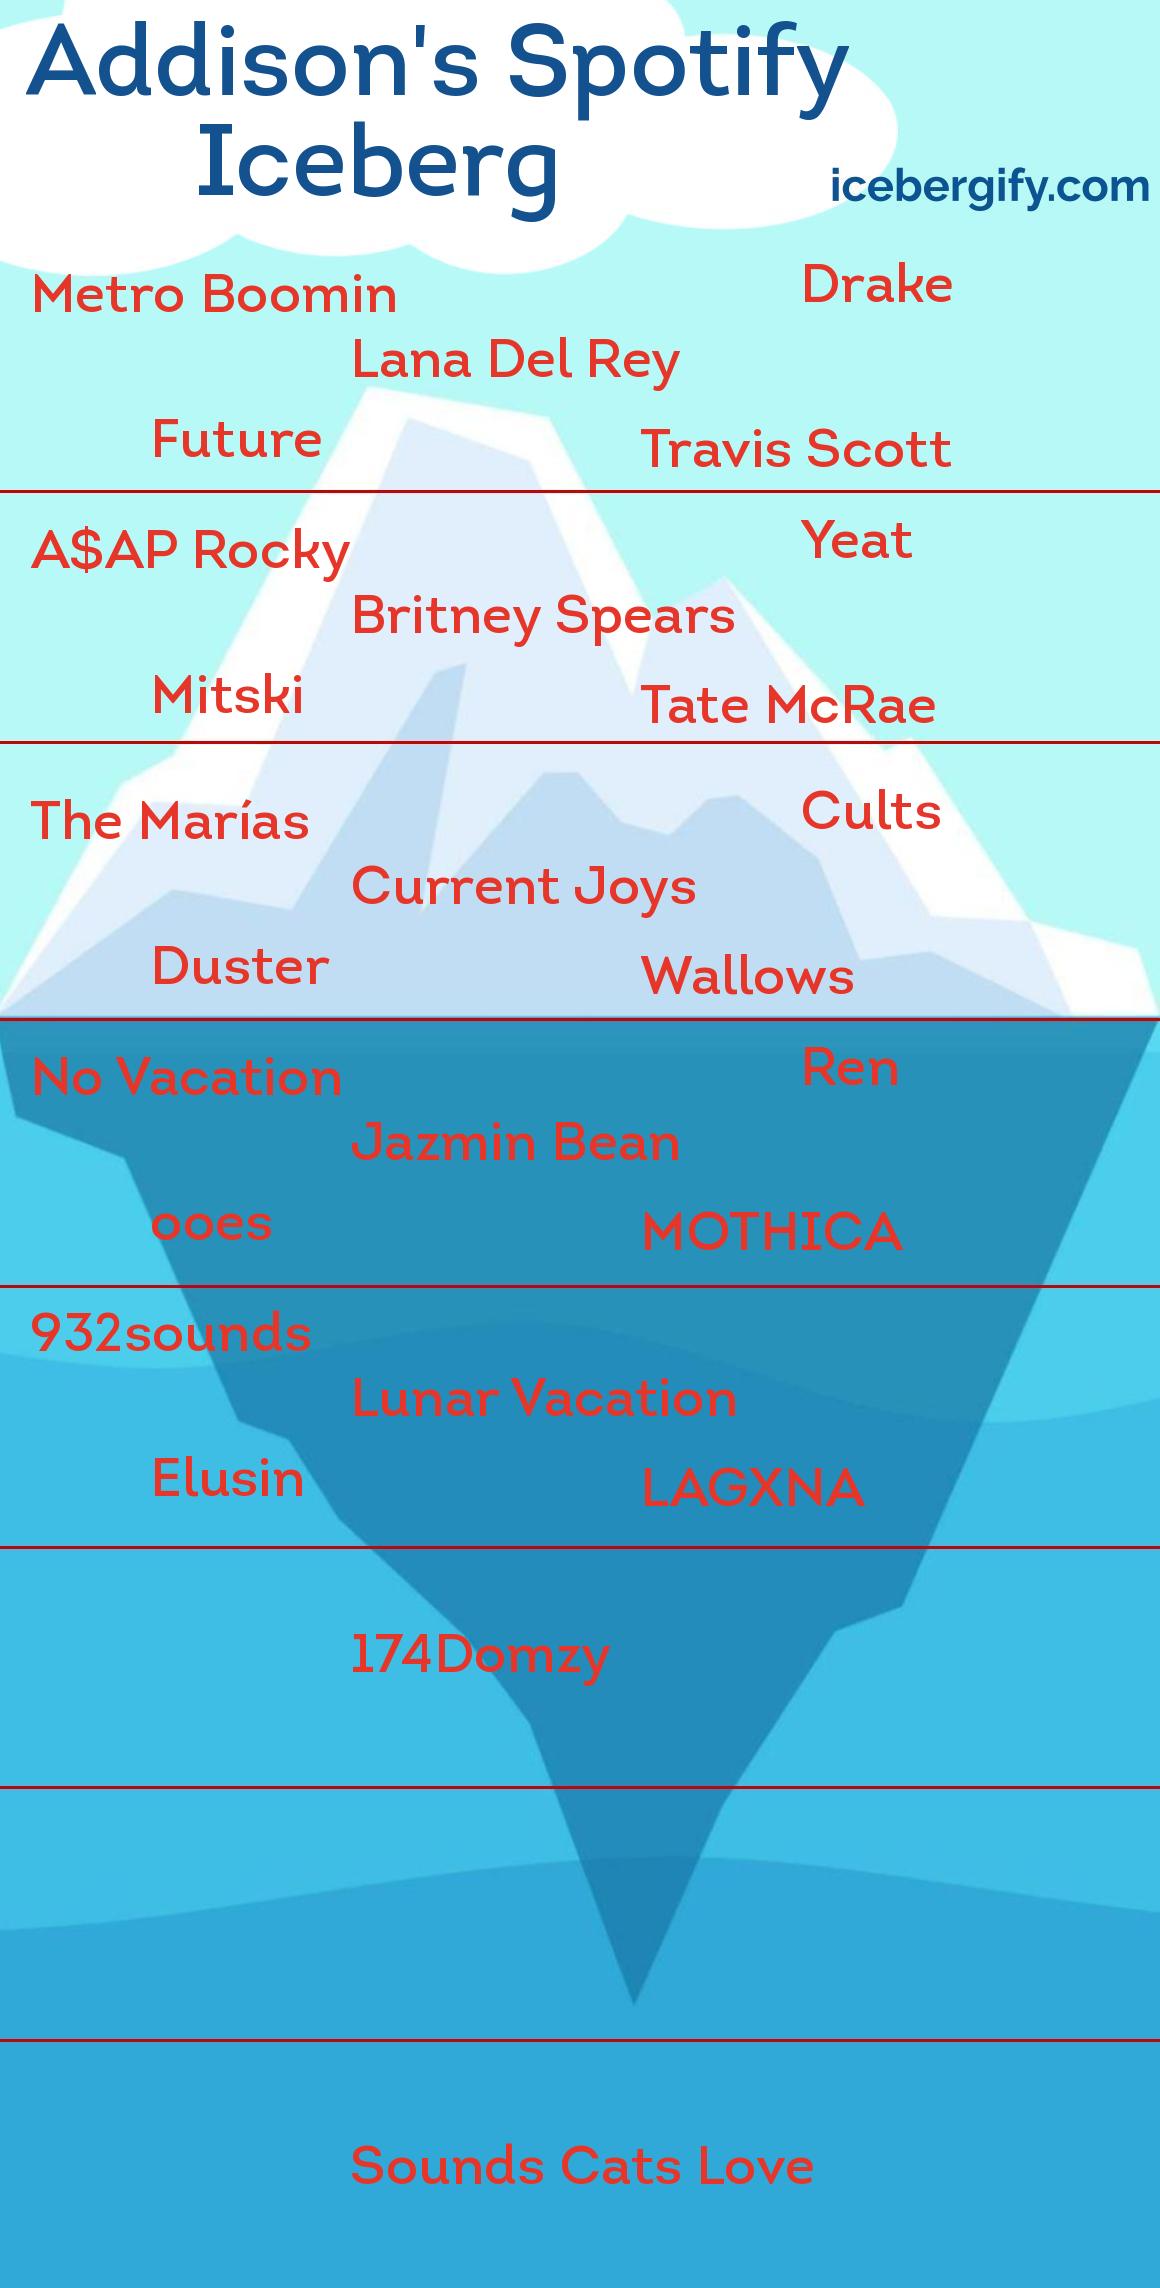 Addison's Spotify
Iceberg
icebergify.com
Metro Boomin
Drake
Lana Del Rey
Future
Travis Scott
A$AP Rocky
Yeat
Britney Spears
Mitski
Tate McRae
The Marías
Cults
Current Joys
Duster
Wallows
No Vacation
Ren
Jazmin Bean
ooes
MOTHICA
932sounds
Lunar Vacation
Elusin
LAGXNA
174Domzy
Sounds Cats Love